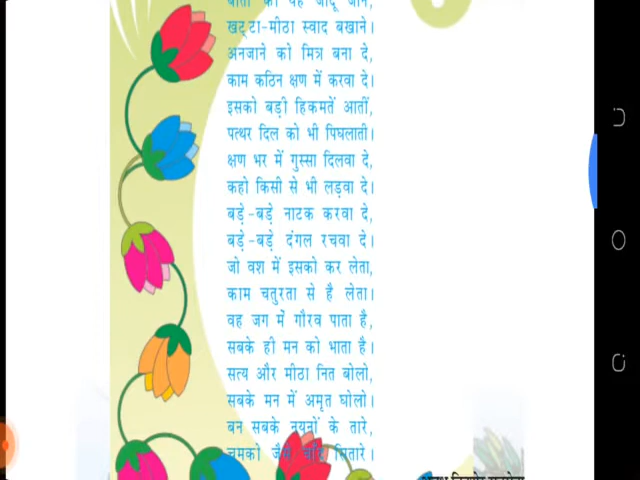 बातों का यह जादू जाने,
खट्टा-मीठा स्वाद बखाने।
अनजाने को मित्र बना दे,
काम कठिन क्षण में करवा दे।
इसको बड़ी हिकमतें आतीं,
पत्थर दिल को भी पिघलाती।
क्षण भर में गुस्सा दिलवा दे,
कहो किसी से भी लड़वा दे।
बड़े-बड़े नाटक करवा दे,
बड़े-बड़े दंगल रचवा दे।
जो वश में इसको कर लेता,
काम चतुरता से है लेता।
वह जग में गौरव पाता है,
सबके ही मन को भाता है।
सत्य और मीठा नित बोलो,
सबके मन में अमृत घोलो।
बन सबके नयनों के तारे,
चमको जैसे चाँद सितारे।